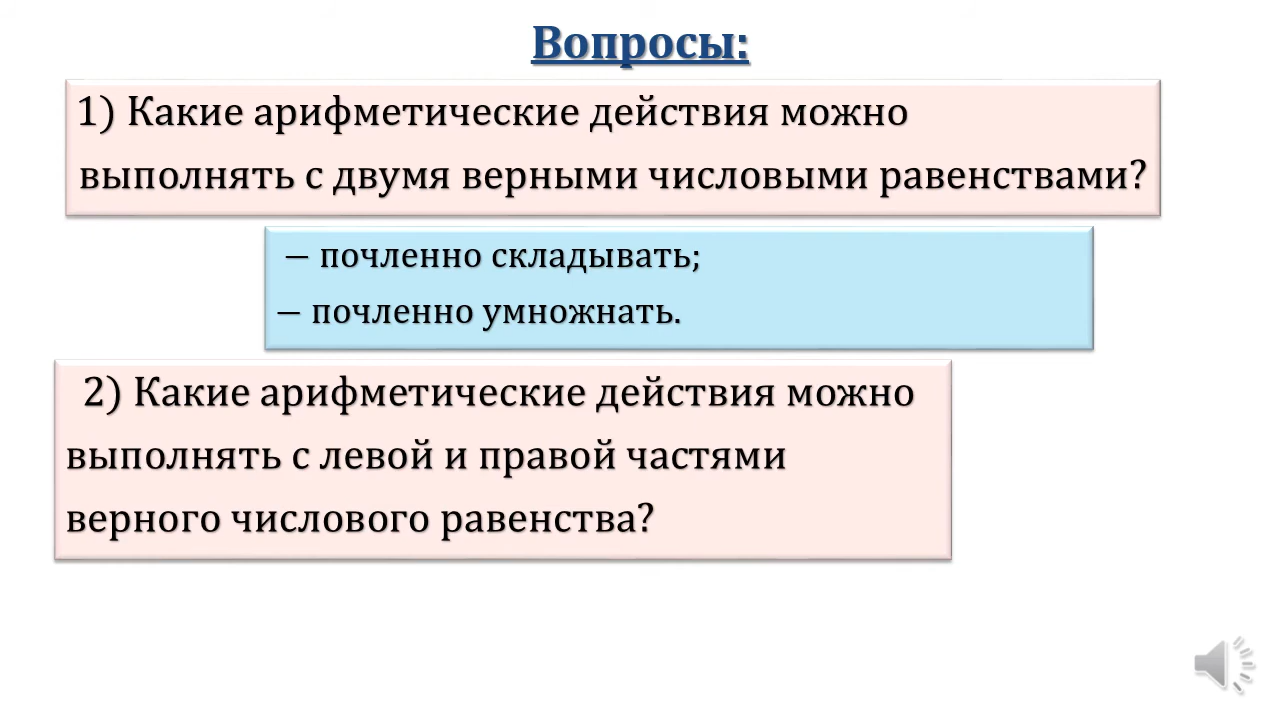 Вопросы:
1) Какие арифметические действия можно
выполнять с двумя верными числовыми равенствами?
– почленно складывать;
– почленно умножнать.
2) Какие арифметические действия можно
выполнять с левой и правой частями
верного числового равенства?